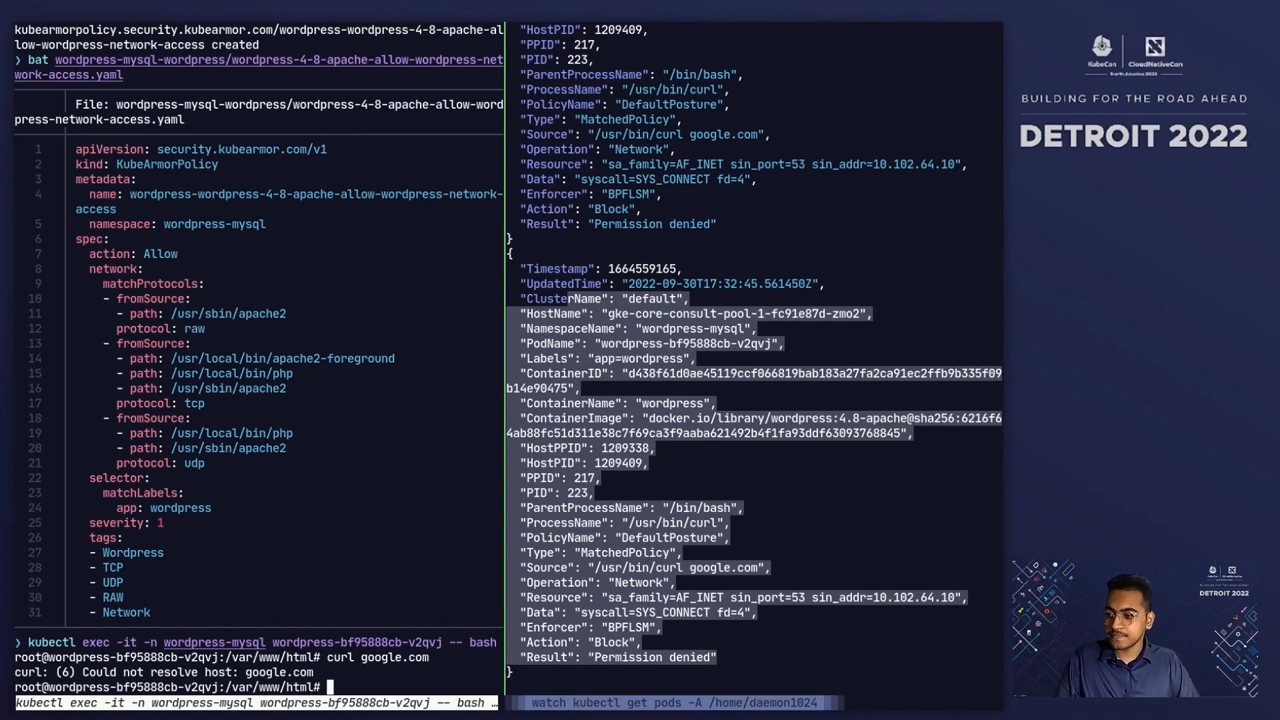 kubearmorpolicy.security.kubearmor.com/wordpress-wordpress-4-8-apache-al
low-wordpress-network-access created
❯ bat wordpress-mysql-wordpress/wordpress-4-8-apache-allow-wordpress-net
work-access.yaml
File: wordpress-mysql-wordpress/wordpress-4-8-apache-allow-word
press-network-access.yaml
1 apiVersion: security.kubearmor.com/v1
2 kind: KubeArmorPolicy
3 metadata:
4 name: wordpress-wordpress-4-8-apache-allow-wordpress-network-
access
5 namespace: wordpress-mysql
6 spec:
7 action: Allow
8 network:
9 matchProtocols:
10 - fromSource:
11 - path: /usr/sbin/apache2
12 protocol: raw
13 - fromSource:
14 - path: /usr/local/bin/apache2-foreground
15 - path: /usr/local/bin/php
16 - path: /usr/sbin/apache2
17 protocol: tcp
18 - fromSource:
19 - path: /usr/local/bin/php
20 - path: /usr/sbin/apache2
21 protocol: udp
22 selector:
23 matchLabels:
24 app: wordpress
25 severity: 1
26 tags:
27 - Wordpress
28 - TCP
29 - UDP
30 - RAW
31 - Network
❯ kubectl exec -it -n wordpress-mysql wordpress-bf95888cb-v2qvj -- bash
root@wordpress-bf95888cb-v2qvj:/var/www/html# curl google.com
curl: (6) Could not resolve host: google.com
root@wordpress-bf95888cb-v2qvj:/var/www/html#
kubectl exec -it -n wordpress-mysql wordpress-bf95888cb-v2qvj -- bash …
"HostPID": 1209409,
"PPID": 217,
"PID": 223,
"ParentProcessName": "/bin/bash",
"ProcessName": "/usr/bin/curl",
"PolicyName": "DefaultPosture",
"Type": "MatchedPolicy",
"Source": "/usr/bin/curl google.com",
"Operation": "Network",
"Resource": "sa_family=AF_INET sin_port=53 sin_addr=10.102.64.10",
"Data": "syscall=SYS_CONNECT fd=4",
"Enforcer": "BPFLSM",
"Action": "Block",
"Result": "Permission denied"
}
{
"Timestamp": 1664559165,
"UpdatedTime": "2022-09-30T17:32:45.561450Z",
"ClusterName": "default",
"HostName": "gke-core-consult-pool-1-fc91e87d-zmo2",
"NamespaceName": "wordpress-mysql",
"PodName": "wordpress-bf95888cb-v2qvj",
"Labels": "app=wordpress",
"ContainerID": "d438f61d0ae45119ccf066819bab183a27fa2ca91ec2ffb9b335f09
b14e90475",
"ContainerName": "wordpress",
"ContainerImage": "docker.io/library/wordpress:4.8-apache@sha256:6216f6
4ab88fc51d311e38c7f69ca3f9aaba621492b4f1fa93ddf63093768845",
"HostPPID": 1209338,
"HostPID": 1209409,
"PPID": 217,
"PID": 223,
"ParentProcessName": "/bin/bash",
"ProcessName": "/usr/bin/curl",
"PolicyName": "DefaultPosture",
"Type": "MatchedPolicy",
"Source": "/usr/bin/curl google.com",
"Operation": "Network",
"Resource": "sa_family=AF_INET sin_port=53 sin_addr=10.102.64.10",
"Data": "syscall=SYS_CONNECT fd=4",
"Enforcer": "BPFLSM",
"Action": "Block",
"Result": "Permission denied"
}
watch kubectl get pods -A /home/daemon1024
KubeCon CloudNativeCon
North America 2022
BUILDING FOR THE ROAD AHEAD
DETROIT 2022
DETROIT 2022